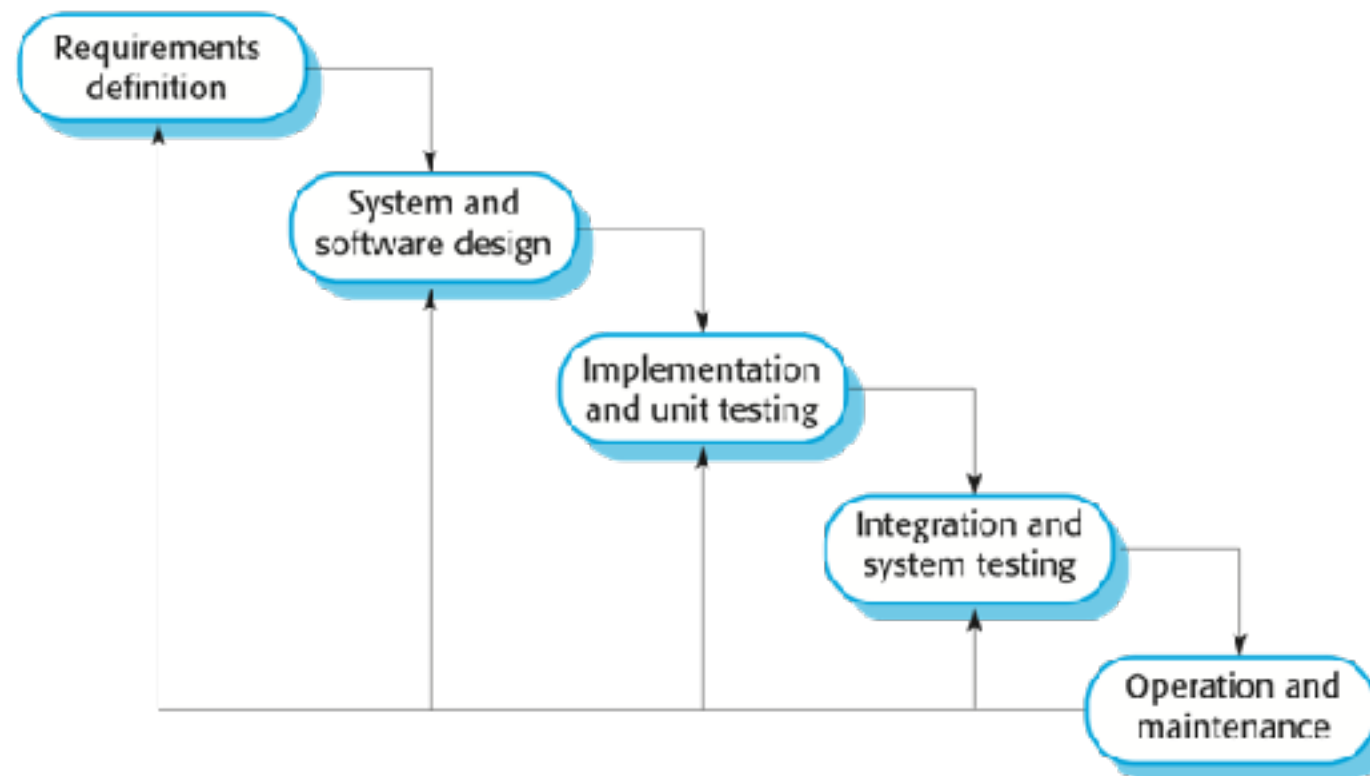 Requirements
definition
System and
software design
Implementation
and unit testing
Integration and
system testing
Operation and
maintenance